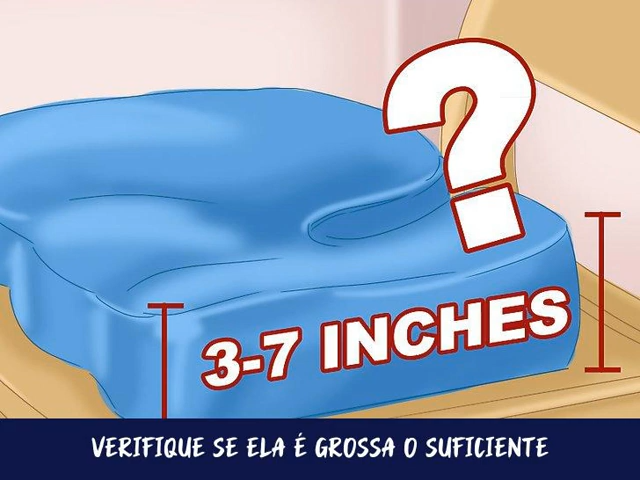 ?
3-7 INCHES
VERIFIQUE SE ELA É GROSSA O SUFICIENTE